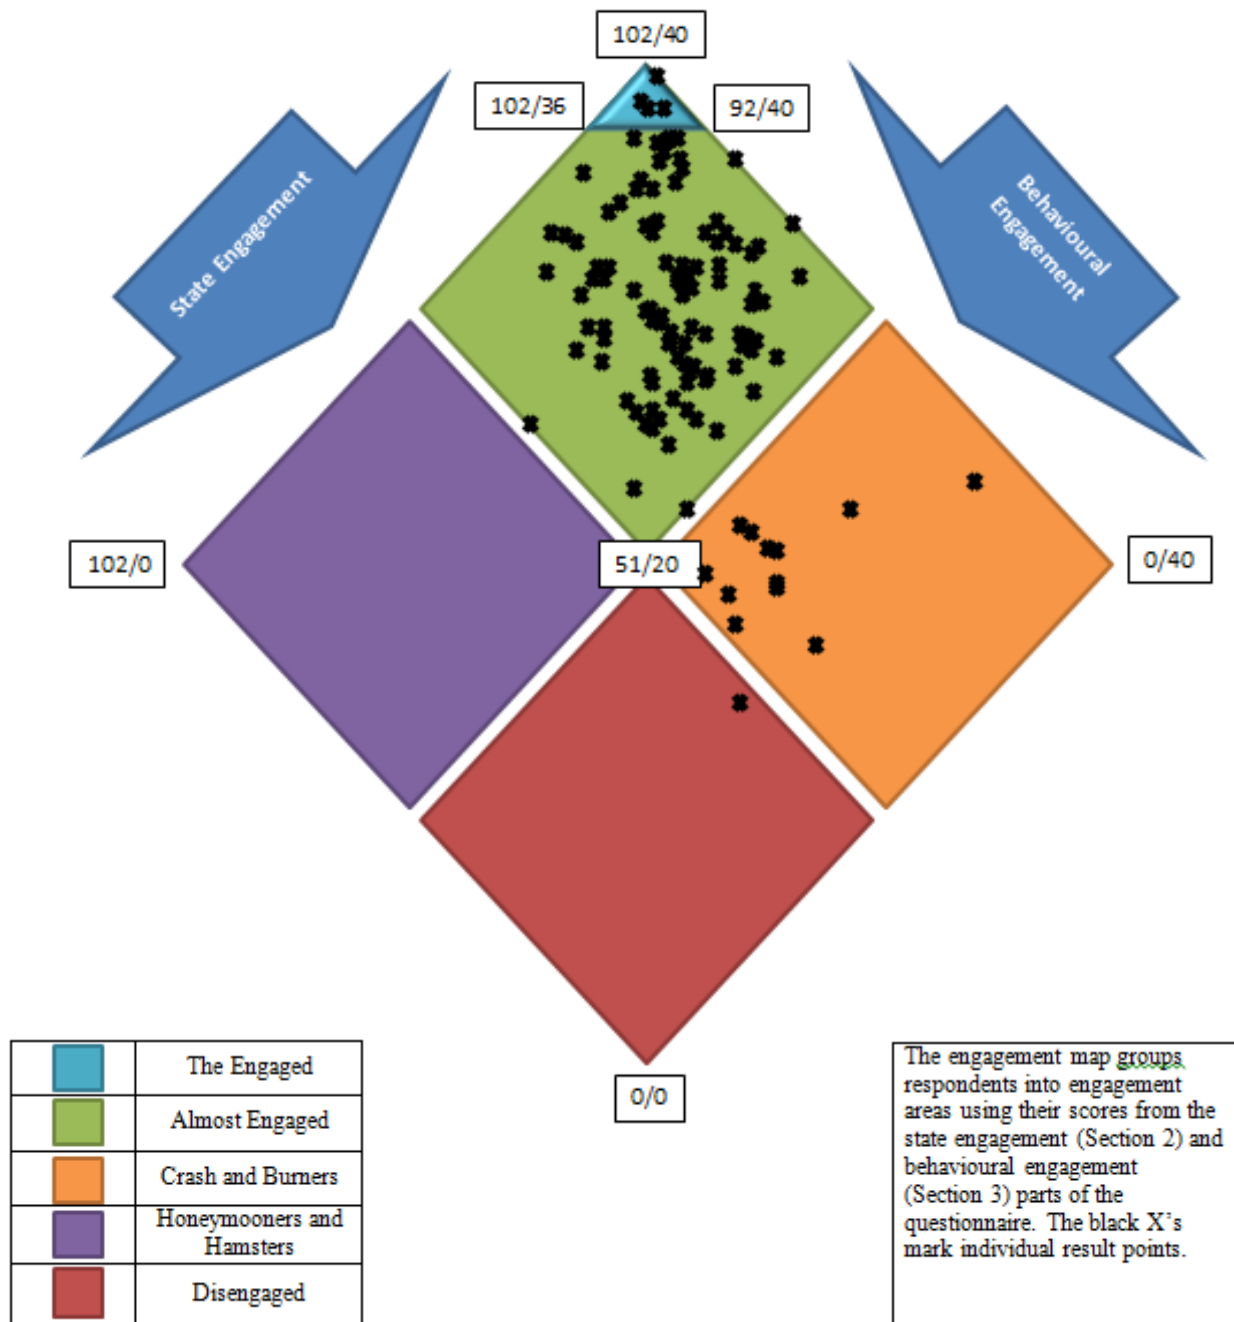 102/40
102/36
92/40
State Engagement
Behavioural
Engagement
102/0
51/20
0/40
0/0
The Engaged
Almost Engaged
Crash and Burners
Honeymooners and
Hamsters
Disengaged
The engagement map groups
respondents into engagement
areas using their scores from the
state engagement (Section 2) and
behavioural engagement
(Section 3) parts of the
questionnaire. The black X's
mark individual result points.